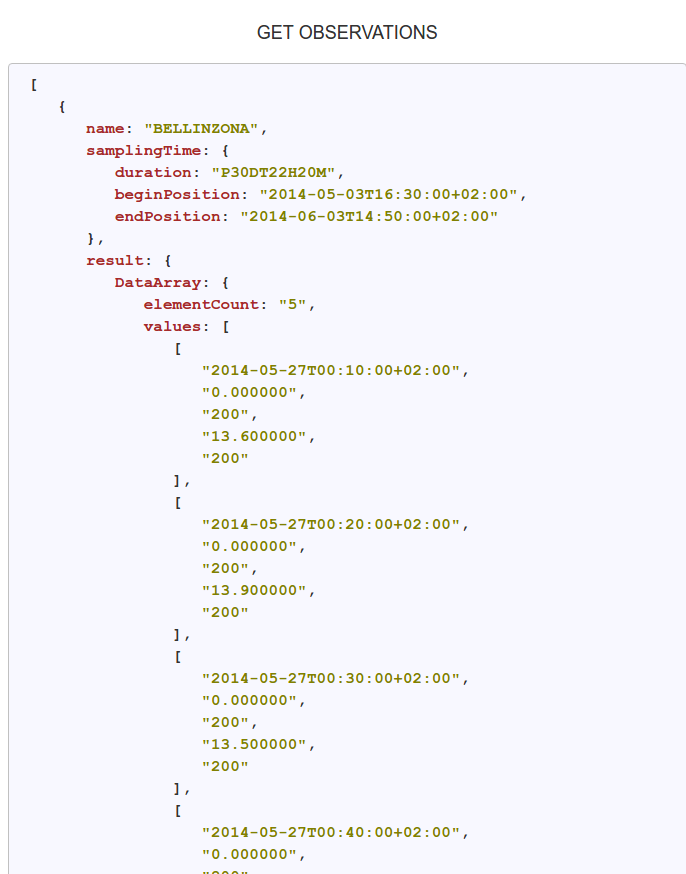 GET OBSERVATIONS
[
{
name: "BELLINZONA",
samplingTime: {
duration: "P30DT22H20M",
beginPosition: "2014-05-03T16:30:00+02:00",
endPosition: "2014-06-03T14:50:00+02:00"
},
result: {
DataArray: {
elementCount: "5",
values: [
[
"2014-05-27T00:10:00+02:00",
"0.000000",
"200",
"13.600000",
"200"
],
[
"2014-05-27T00:20:00+02:00",
"0.000000",
"200",
"13.900000",
"200"
],
[
"2014-05-27T00:30:00+02:00",
"0.000000",
"200",
"13.500000",
"200"
],
[
"2014-05-27T00:40:00+02:00",
"0.000000",